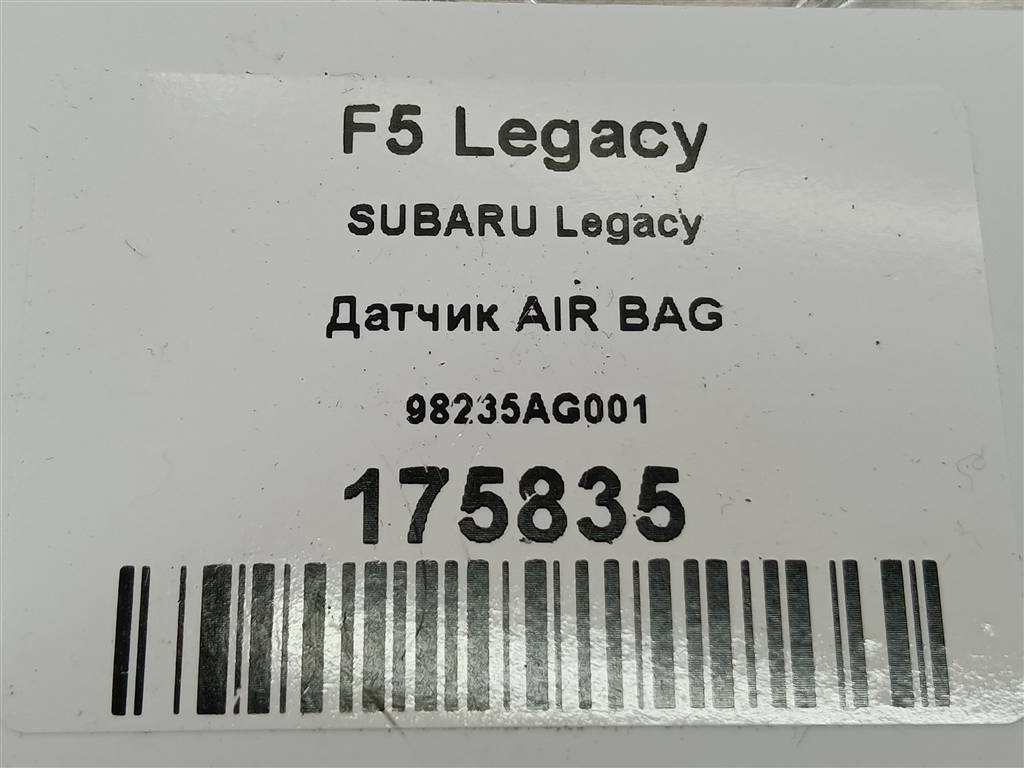 F5 Legacy
SUBARU Legacy
Датчик AIR BAG
98235AG001
175835